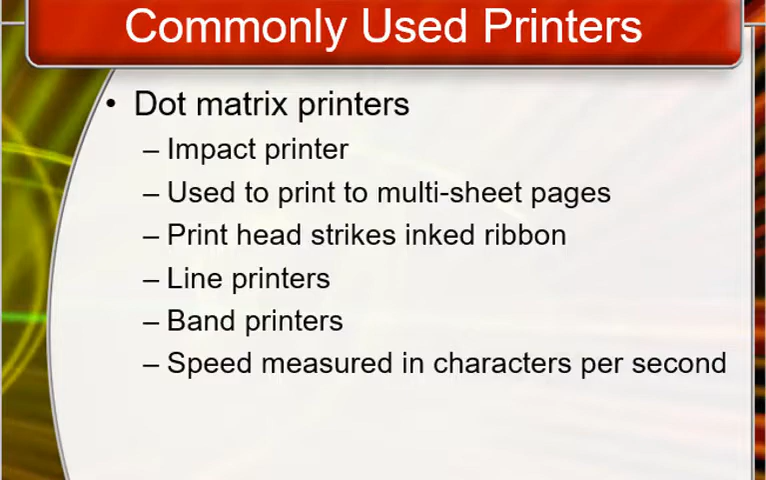 Commonly Used Printers
• Dot matrix printers
– Impact printer
– Used to print to multi-sheet pages
– Print head strikes inked ribbon
– Line printers
– Band printers
– Speed measured in characters per second